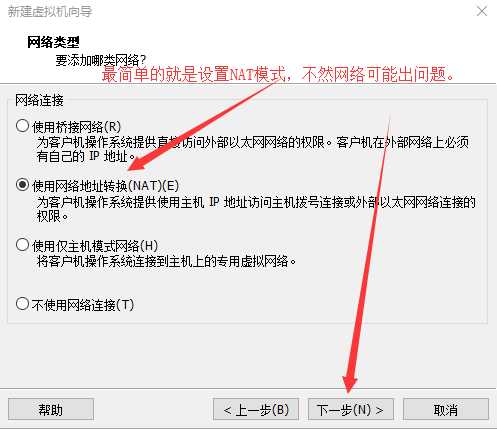 新建虚拟机向导
网络类型
要添加哪类网络?
最简单的就是设置NAT模式，不然网络可能出问题。
网络连接
使用桥接网络(R)
为客户机操作系统提供直接访问外部以太网网络的权限。客户机在外部网络上必须
有自己的 IP 地址。
使用网络地址转换(NAT)(E)
为客户机操作系统提供使用主机 IP 地址访问主机拨号连接或外部以太网网络连接的
权限。
使用仅主机模式网络(H)
将客户机操作系统连接到主机上的专用虚拟网络。
不使用网络连接(T)
帮助
< 上一步(B)
下一步(N) >
取消